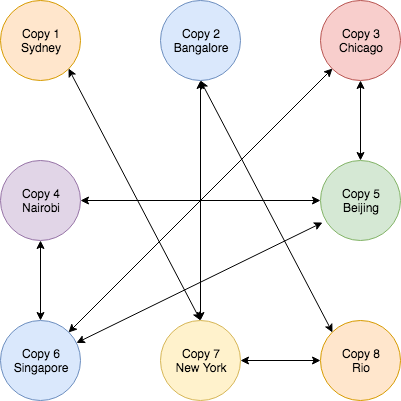 Copy 1
Sydney
Copy 2
Bangalore
Copy 3
Chicago
Copy 4
Nairobi
Copy 5
Beijing
Copy 6
Singapore
Copy 7
New York
Copy 8
Rio